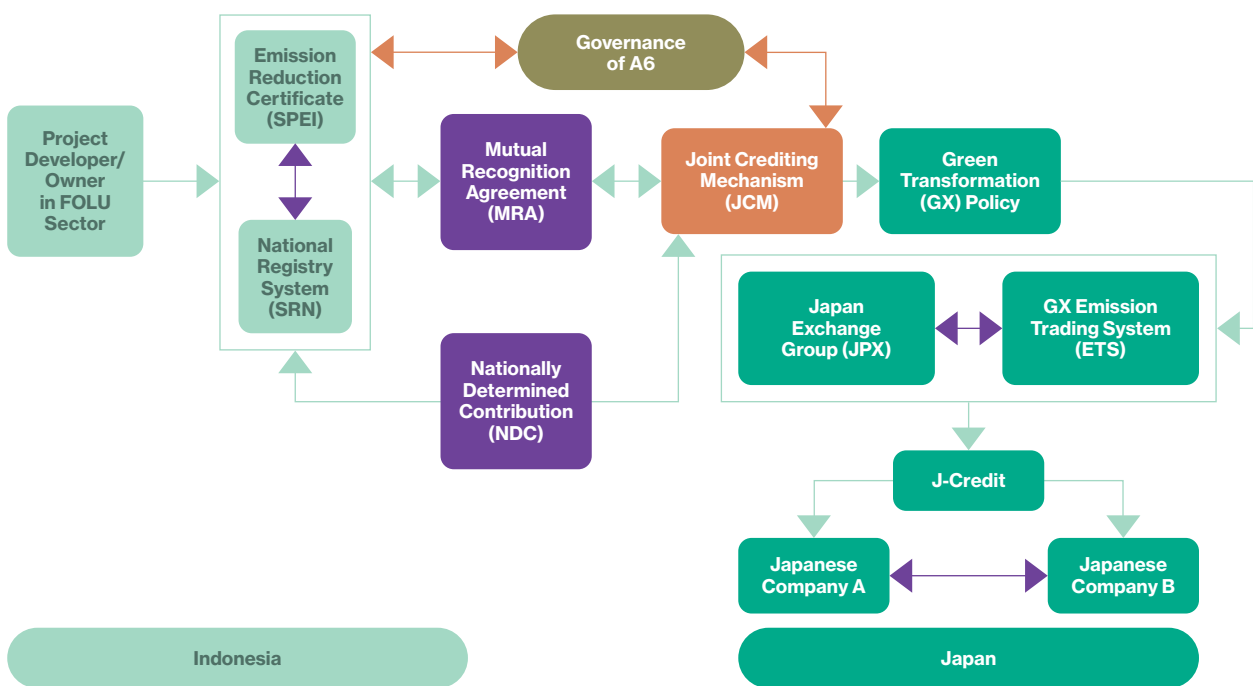 Project
Developer/
Owner
in FOLU
Sector
Emission
Reduction
Certificate
(SPEI)
National
Registry
System
(SRN)
Governance
of A6
Mutual
Recognition
Agreement
(MRA)
Nationally
Determined
Contribution
(NDC)
Joint Crediting
Mechanism
(JCM)
Green
Transformation
(GX) Policy
Japan
Exchange
Group (JPX)
GX Emission
Trading System
(ETS)
J-Credit
Japanese
Company A
Japanese
Company B
Indonesia
Japan